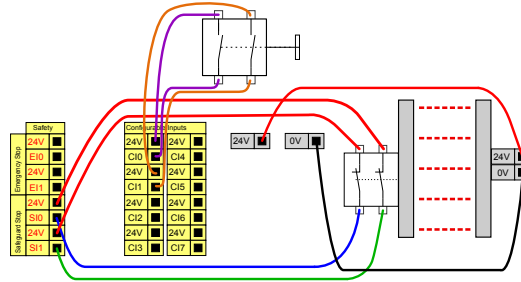 Safety
Emergency Stop
24V
EI0
24V
EI1
Safeguard Stop
24V
SI0
24V
SI1
Configurable Inputs
24V 24V
CI0 CI4
24V 24V
CI1 CI5
24V 24V
CI2 CI6
24V 24V
CI3 CI7
24V
0V
24V
0V